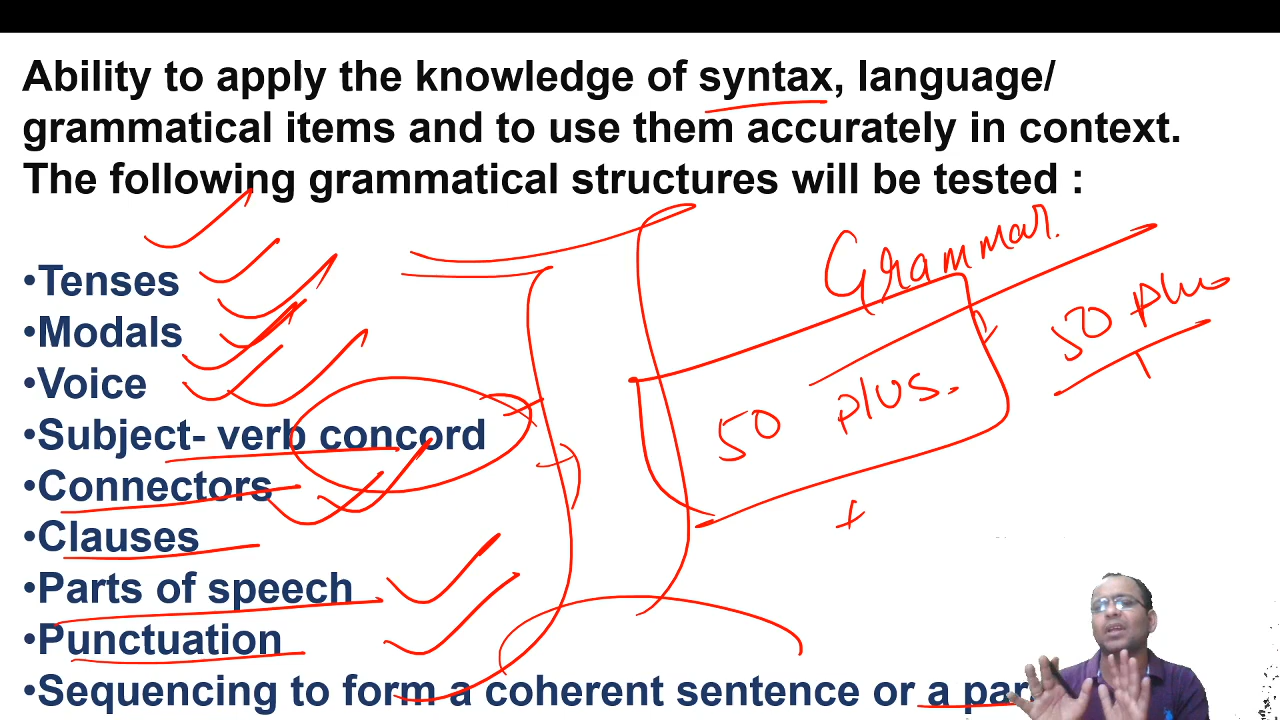 Ability to apply the knowledge of syntax, language/
grammatical items and to use them accurately in context.
The following grammatical structures will be tested :
•Tenses
•Modals
•Voice
•Subject- verb concord
•Connectors
•Clauses
•Parts of speech
•Punctuation
•Sequencing to form a coherent sentence or a par
Grammar.
50 plus.
50 plus
+